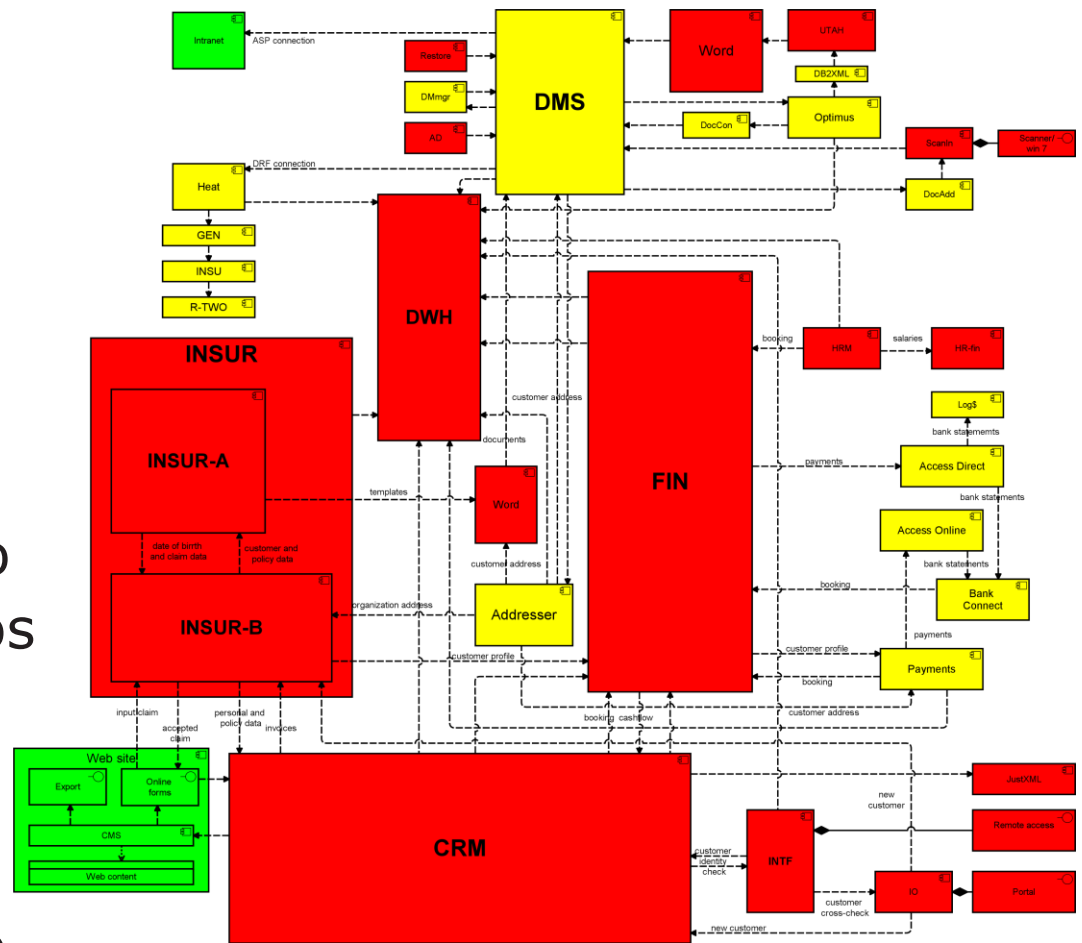 Intranet
ASP connection
Restore
DMmgr
AD
DMS
Word
UTAH
DB2XML
Optimus
DocCon
ScanIn
Scanner/
win 7
DocAdd
DRF connection
Heat
GEN
INSU
R-TWO
DWH
INSUR
INSUR-A
templates
date of birth
and claim data
customer and
policy data
INSUR-B
customer address
documents
Word
customer address
organization address
Addresser
customer profile
FIN
booking
HRM
salaries
HR-fin
Log$
bank statememts
payments
Access Direct
bank statements
Access Online
bank statements
booking
Bank
Connect
payments
customer profile
Payments
booking
customer address
input claim
accepted
claim
personal and
policy data
invoices
booking
cashflow
Web site
Export
Online
forms
CMS
Web content
CRM
JustXML
new
customer
Remote access
customer
identity
check
INTF
customer
cross-check
IO
Portal
new customer
os